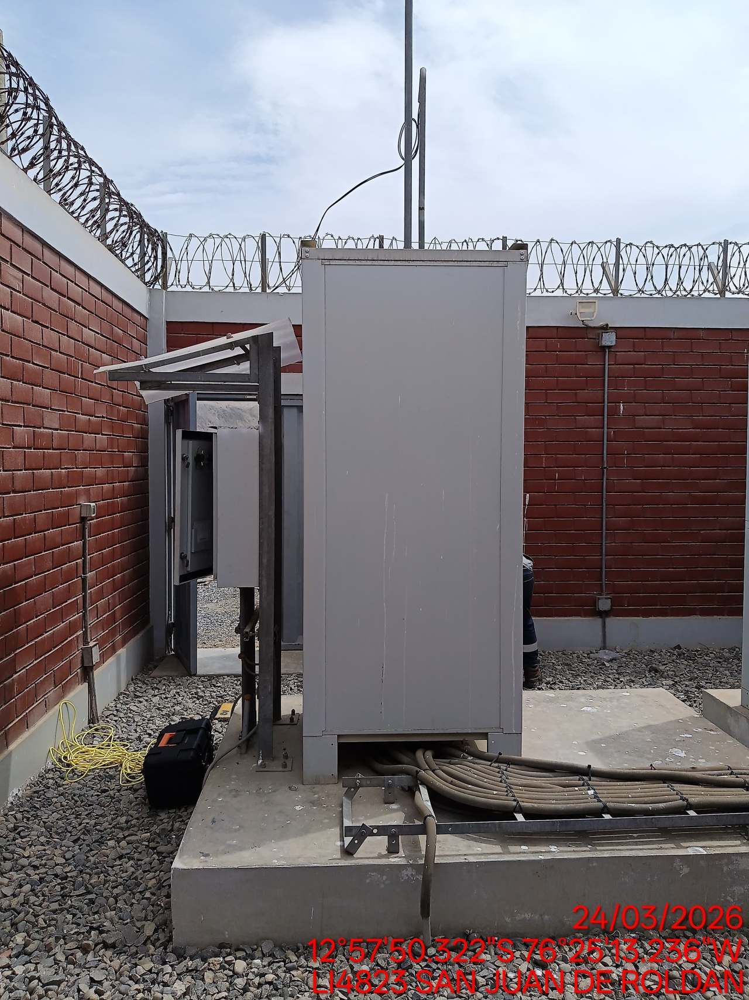 24/03/2026
12°57'50.322"S 76°25'13.236"W
LI4823 SAN JUAN DE ROLDAN